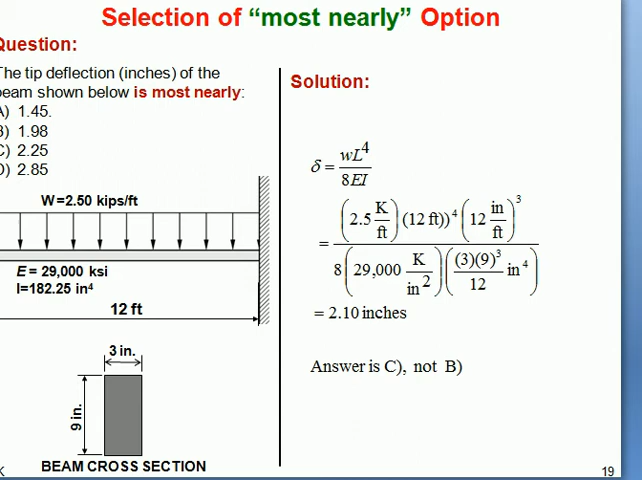 Selection of “most nearly” Option
Question:
The tip deflection (inches) of the
beam shown below is most nearly:
A) 1.45.
B) 1.98
C) 2.25
D) 2.85
W=2.50 kips/ft
E = 29,000 ksi
I=182.25 in⁴
12 ft
3 in.
9 in.
BEAM CROSS SECTION
Solution:
δ = wL⁴ / 8EI
= (2.5 K/ft)(12 ft))⁴(12 in/ft)³ / 8(29,000 K/in²)((3)(9)³/12 in⁴)
= 2.10 inches
Answer is C), not B)
K
19